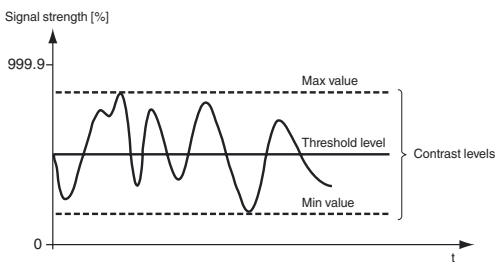 Signal strength [%]
999.9
Max value
Threshold level
Contrast levels
Min value
0
t